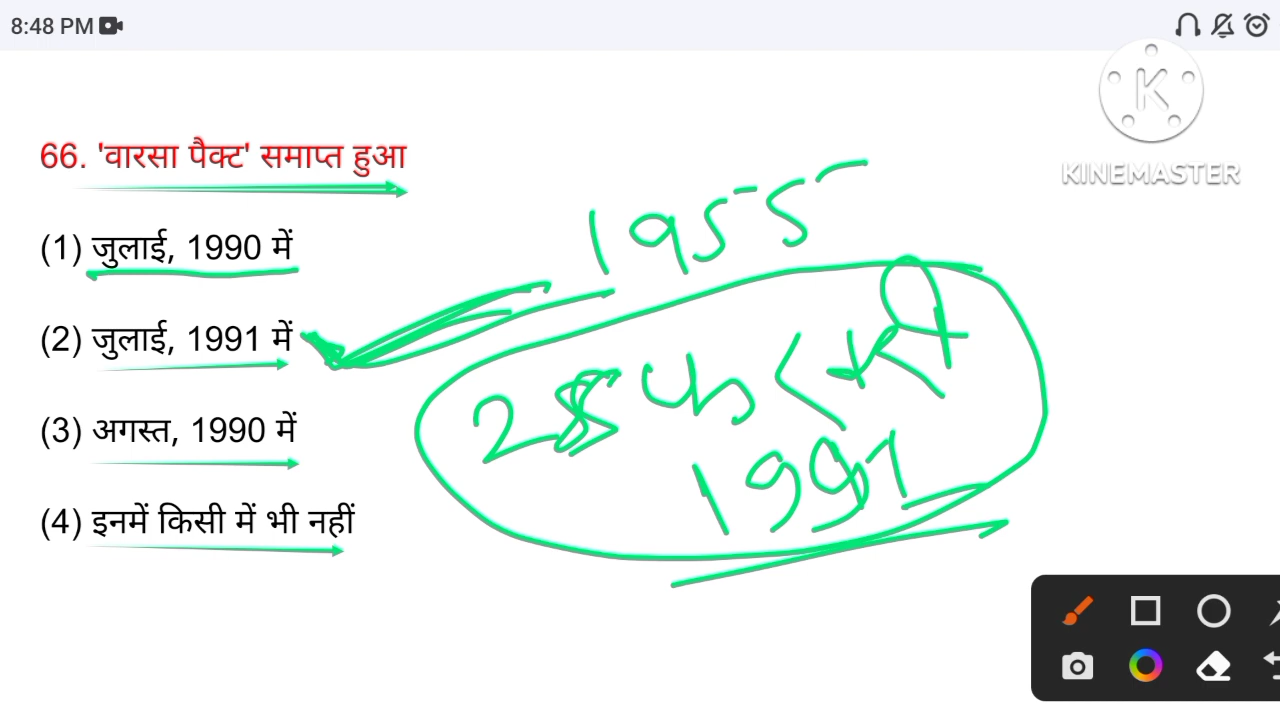 8:48 PM
K
KINEMASTER
66. 'वारसा पैक्ट' समाप्त हुआ
1955
(1) जुलाई, 1990 में
(2) जुलाई, 1991 में
28 फरवरी
(3) अगस्त, 1990 में
1991
(4) इनमें किसी में भी नहीं